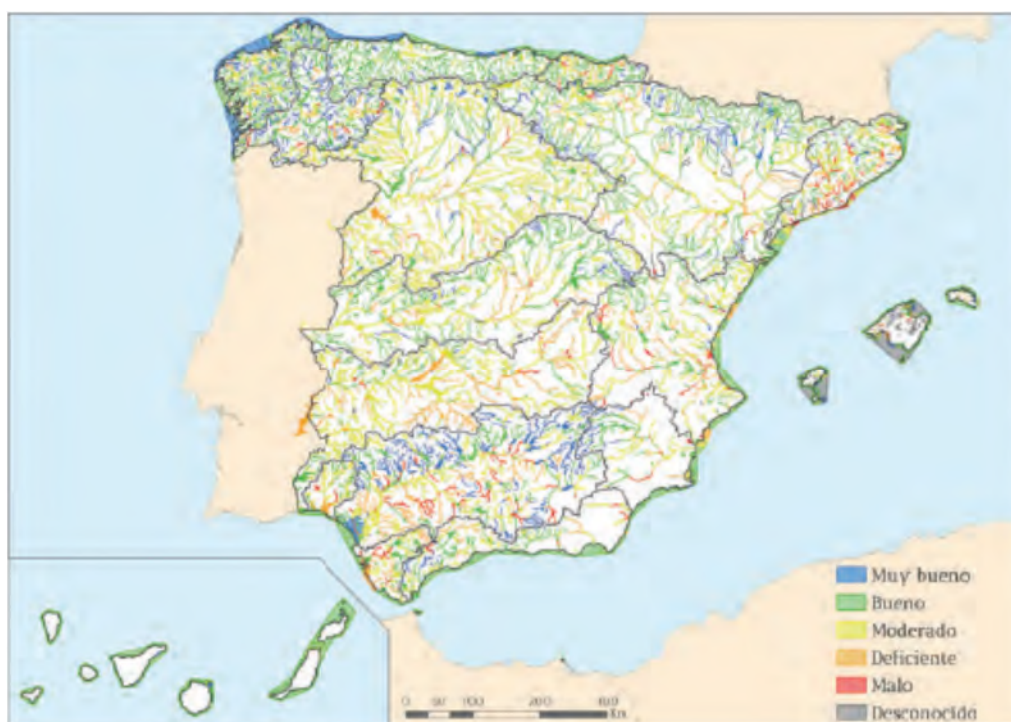 Muy bueno
Bueno
Moderado
Deficiente
Malo
Desconocido
0 50 100 200
Km